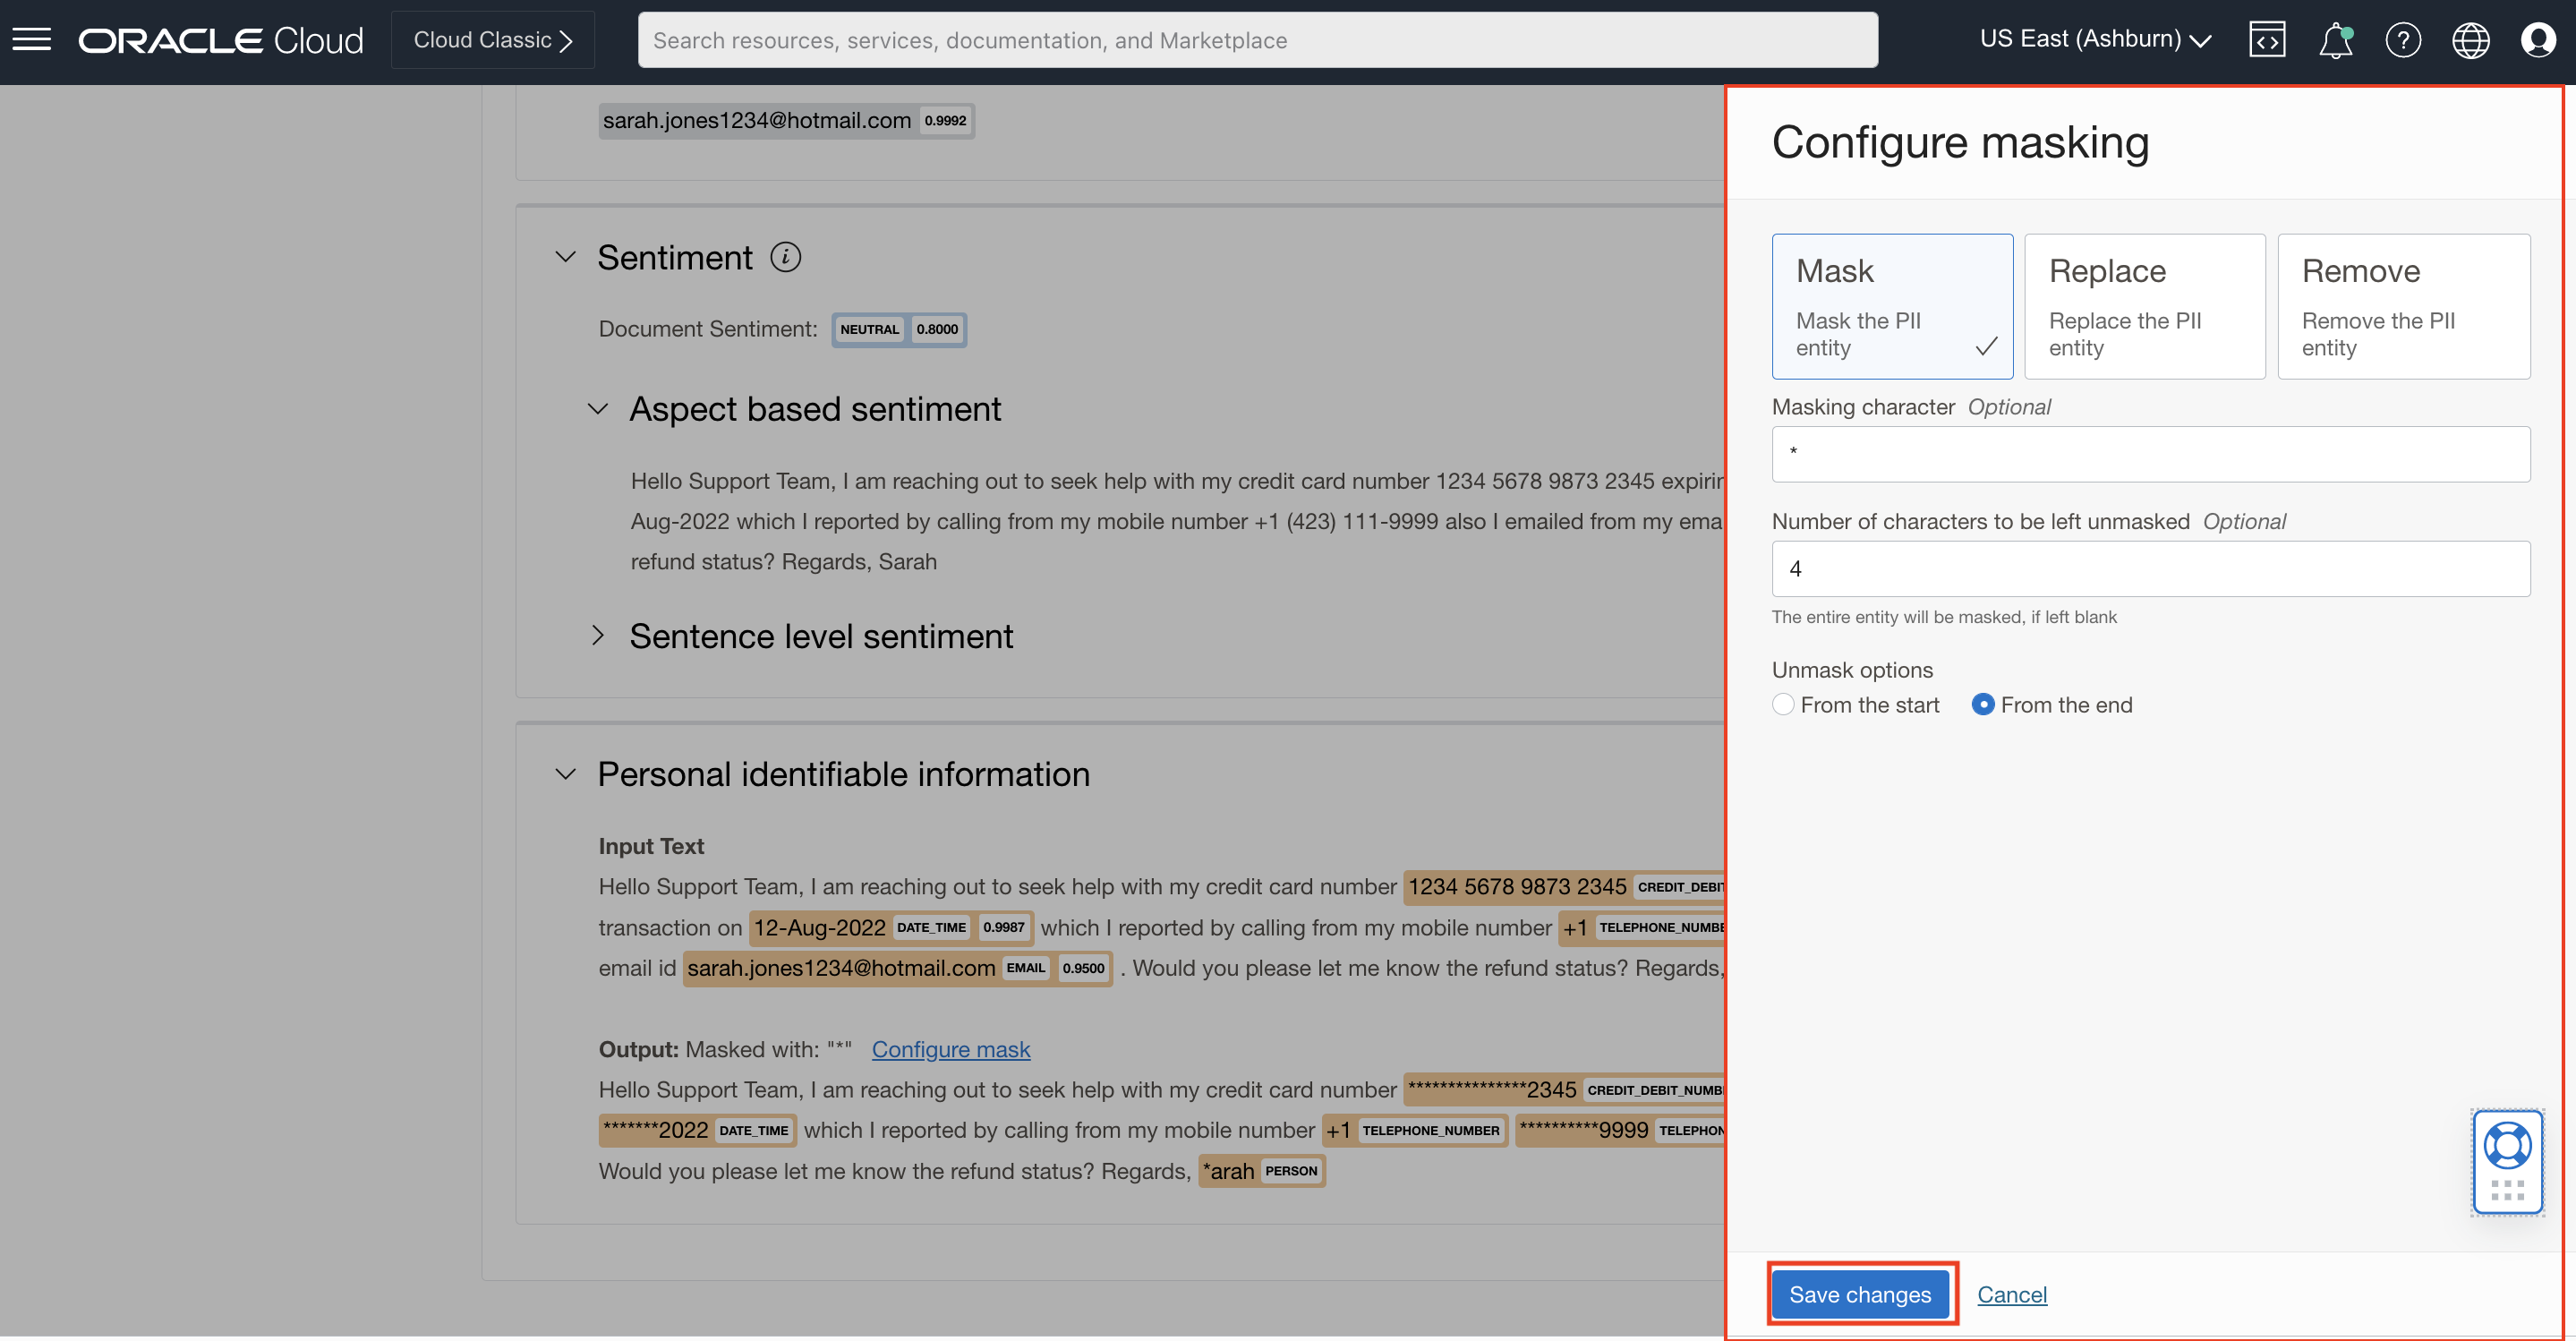 ORACLE Cloud
Cloud Classic
Search resources, services, documentation, and Marketplace
US East (Ashburn)
sarah.jones1234@hotmail.com 0.9992
Sentiment
Document Sentiment: NEUTRAL 0.8000
Aspect based sentiment
Hello Support Team, I am reaching out to seek help with my credit card number 1234 5678 9873 2345 expirin
Aug-2022 which I reported by calling from my mobile number +1 (423) 111-9999 also I emailed from my ema
refund status? Regards, Sarah
Sentence level sentiment
Personal identifiable information
Input Text
Hello Support Team, I am reaching out to seek help with my credit card number 1234 5678 9873 2345 CREDIT_DEBIT
transaction on 12-Aug-2022 DATE_TIME 0.9987 which I reported by calling from my mobile number +1 TELEPHONE_NUMBE
email id sarah.jones1234@hotmail.com EMAIL 0.9500 . Would you please let me know the refund status? Regards,
Output: Masked with: "*" Configure mask
Hello Support Team, I am reaching out to seek help with my credit card number ***************2345 CREDIT_DEBIT_NUMB
*******2022 DATE_TIME which I reported by calling from my mobile number +1 TELEPHONE_NUMBER **********9999 TELEPHON
Would you please let me know the refund status? Regards, *arah PERSON
Configure masking
Mask
Mask the PII
entity
Replace
Replace the PII
entity
Remove
Remove the PII
entity
Masking character Optional
*
Number of characters to be left unmasked Optional
4
The entire entity will be masked, if left blank
Unmask options
From the start From the end
Save changes Cancel